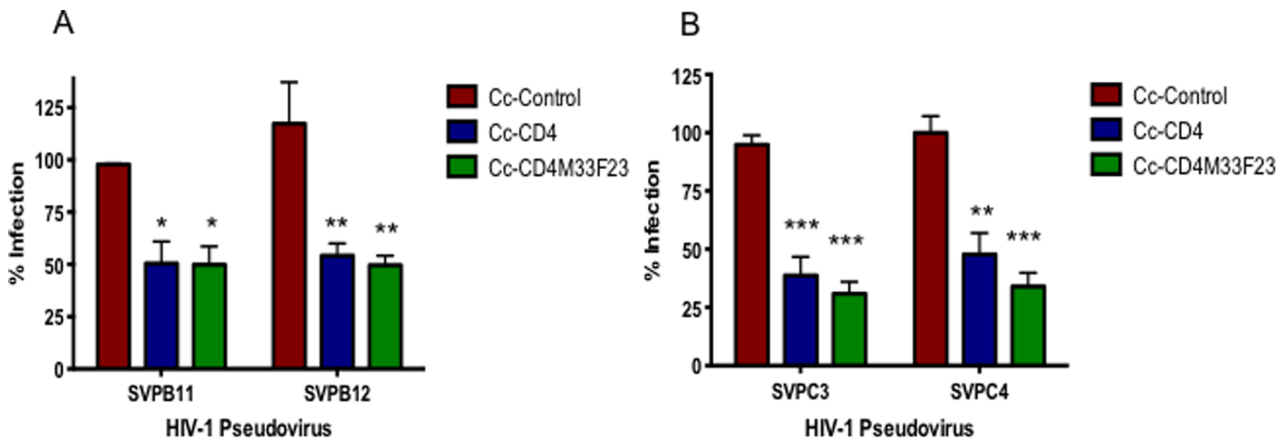 A
% Infection
125
100
75
50
25
0
* * ** **
SVPB11 SVPB12
HIV-1 Pseudovirus
Cc-Control
Cc-CD4
Cc-CD4M33F23
B
% Infection
125
100
75
50
25
0
*** *** ** ***
SVPC3 SVPC4
HIV-1 Pseudovirus
Cc-Control
Cc-CD4
Cc-CD4M33F23